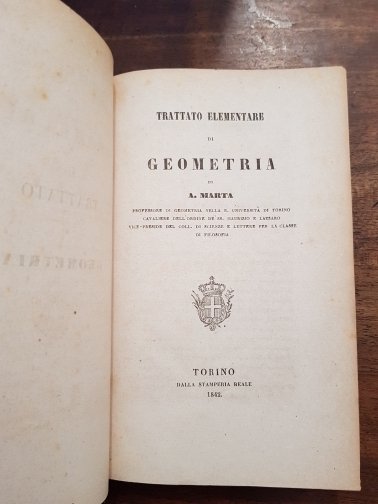 TRATTATO ELEMENTARE
DI
GEOMETRIA
DI
A. MARTA
PROFESSORE DI GEOMETRIA NELLA R. UNIVERSITÀ DI TORINO
CAVALIERE DELL'ORDINE DE' SS. MAURIZIO E LAZZARO
VICE-PRESIDE DEL COLL. DI SCIENZE E LETTERE PER LA CLASSE
DI FILOSOFIA
TORINO
DALLA STAMPERIA REALE
1842.